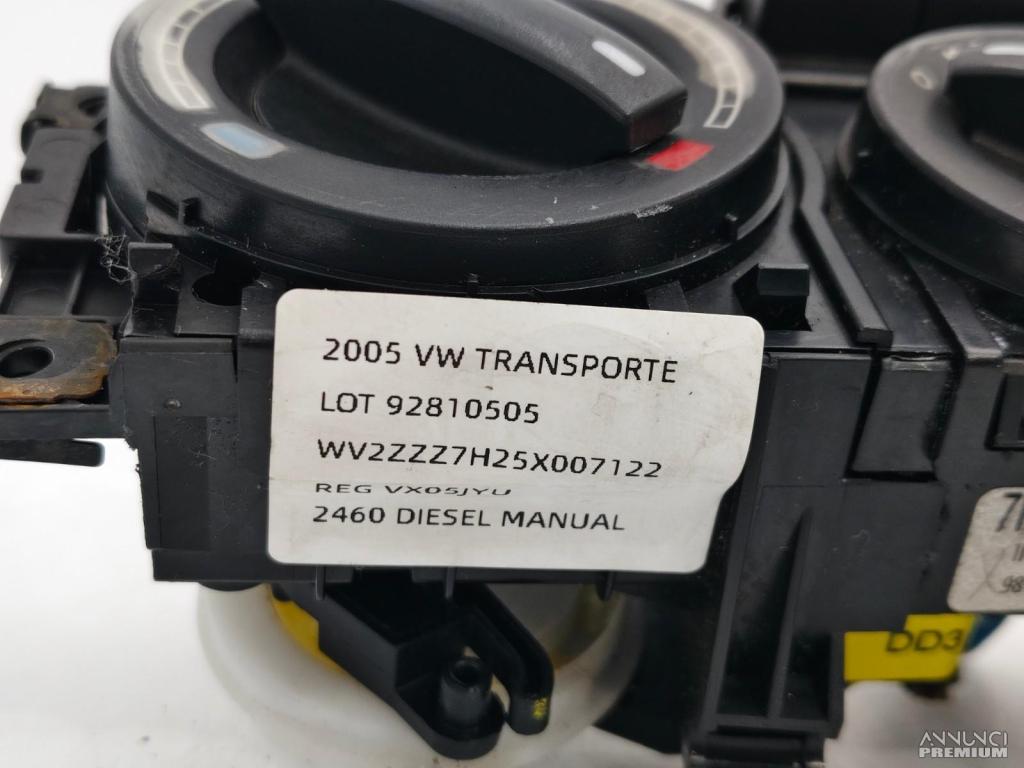 2005 VW TRANSPORTE
LOT 92810505
WV2ZZZ7H25X007122
REG VX05JYU
2460 DIESEL MANUAL
DD3
ANNUNCI
PREMIUM